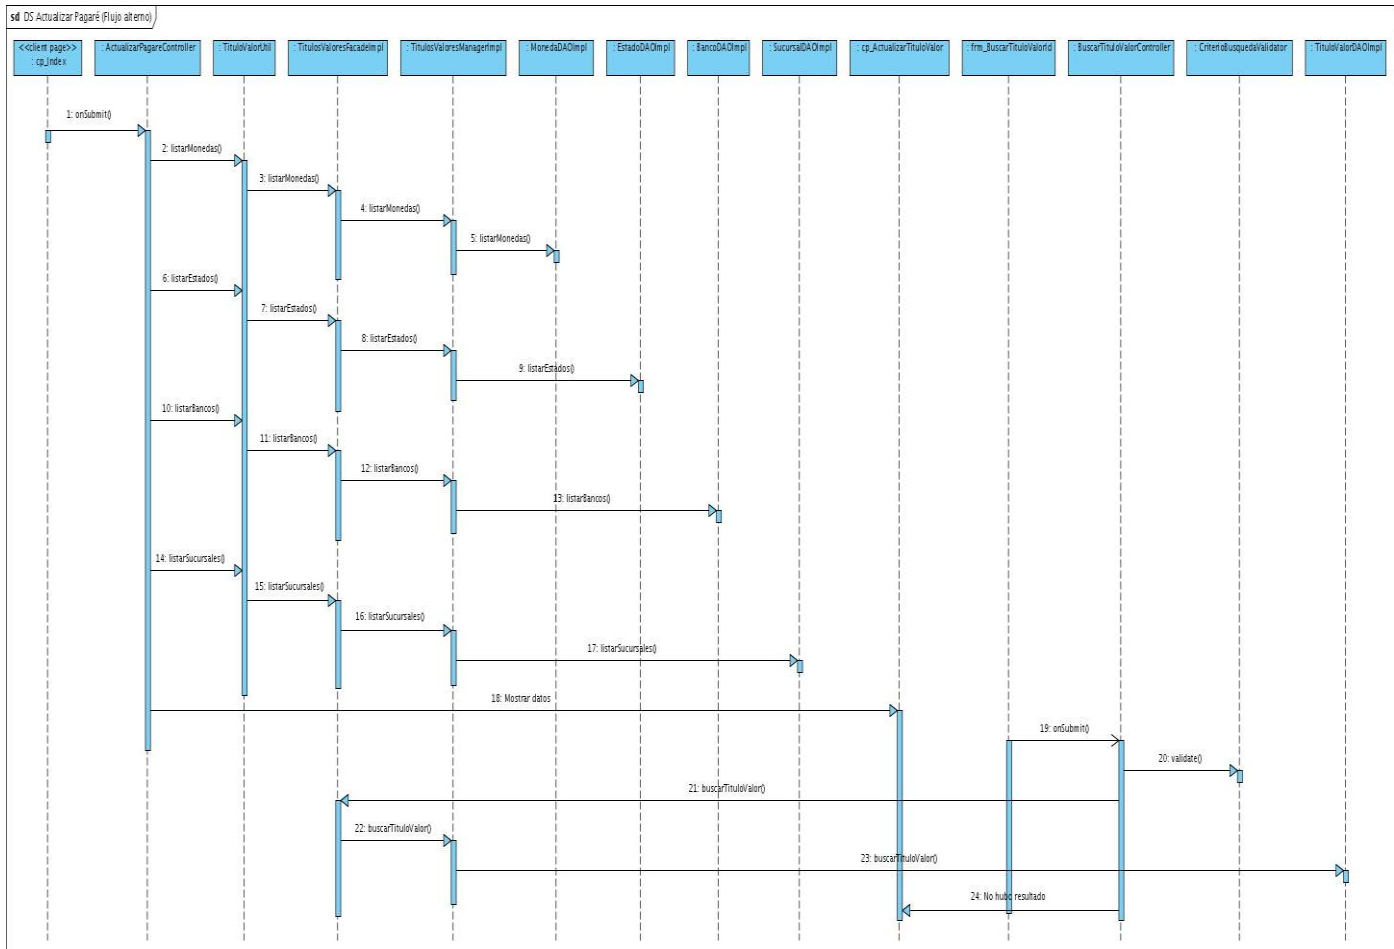 sd DS Actualizar Pagaré (Flujo alterno)
<<client page>>
: cp_Index
: ActualizarPagareController
: TituloValorUtil
: TitulosValoresFacadeImpl
: TitulosValoresManagerImpl
: MonedaDAOImpl
: EstadoDAOImpl
: BancoDAOImpl
: SucursalDAOImpl
: cp_ActualizarTituloValor
: frm_BuscarTituloValorId
: BuscarTituloValorController
: CriterioBusquedaValidator
: TituloValorDAOImpl
1: onSubmit()
2: listarMonedas()
3: listarMonedas()
4: listarMonedas()
5: listarMonedas()
6: listarEstados()
7: listarEstados()
8: listarEstados()
9: listarEstados()
10: listarBancos()
11: listarBancos()
12: listarBancos()
13: listarBancos()
14: listarSucursales()
15: listarSucursales()
16: listarSucursales()
17: listarSucursales()
18: Mostrar datos
19: onSubmit()
20: validate()
21: buscarTituloValor()
22: buscarTituloValor()
23: buscarTituloValor()
24: No hubo resultado